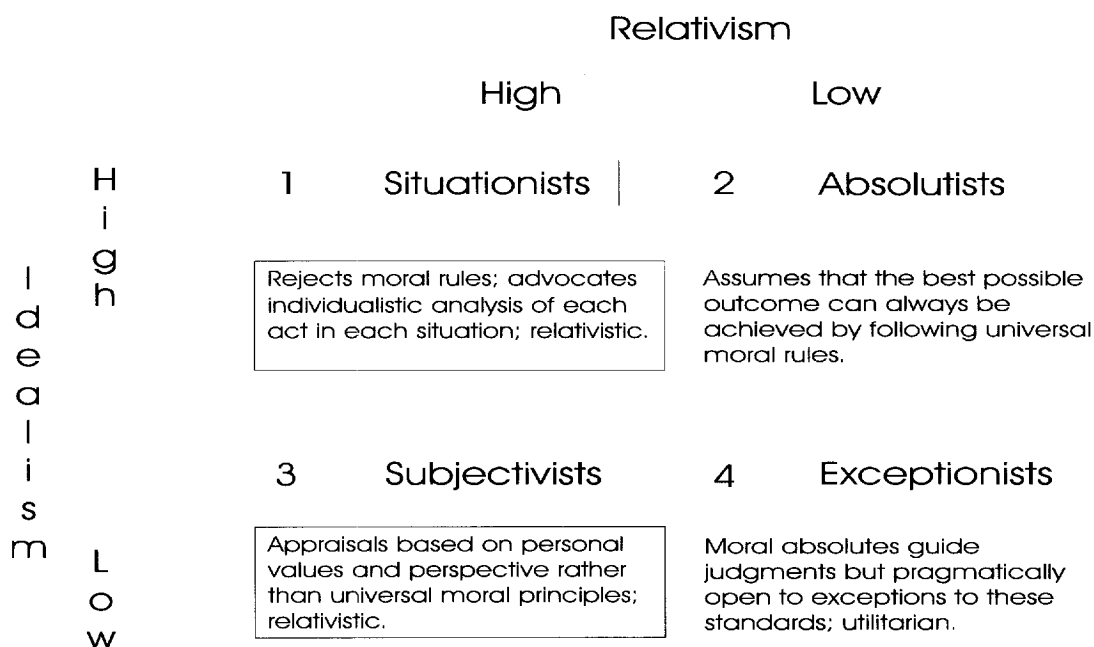 Relativism
High Low
High
Idealism
Low
1 Situationists 2 Absolutists
Rejects moral rules; advocates
individualistic analysis of each
act in each situation; relativistic.
Assumes that the best possible
outcome can always be
achieved by following universal
moral rules.
3 Subjectivists 4 Exceptionists
Appraisals based on personal
values and perspective rather
than universal moral principles;
relativistic.
Moral absolutes guide
judgments but pragmatically
open to exceptions to these
standards; utilitarian.